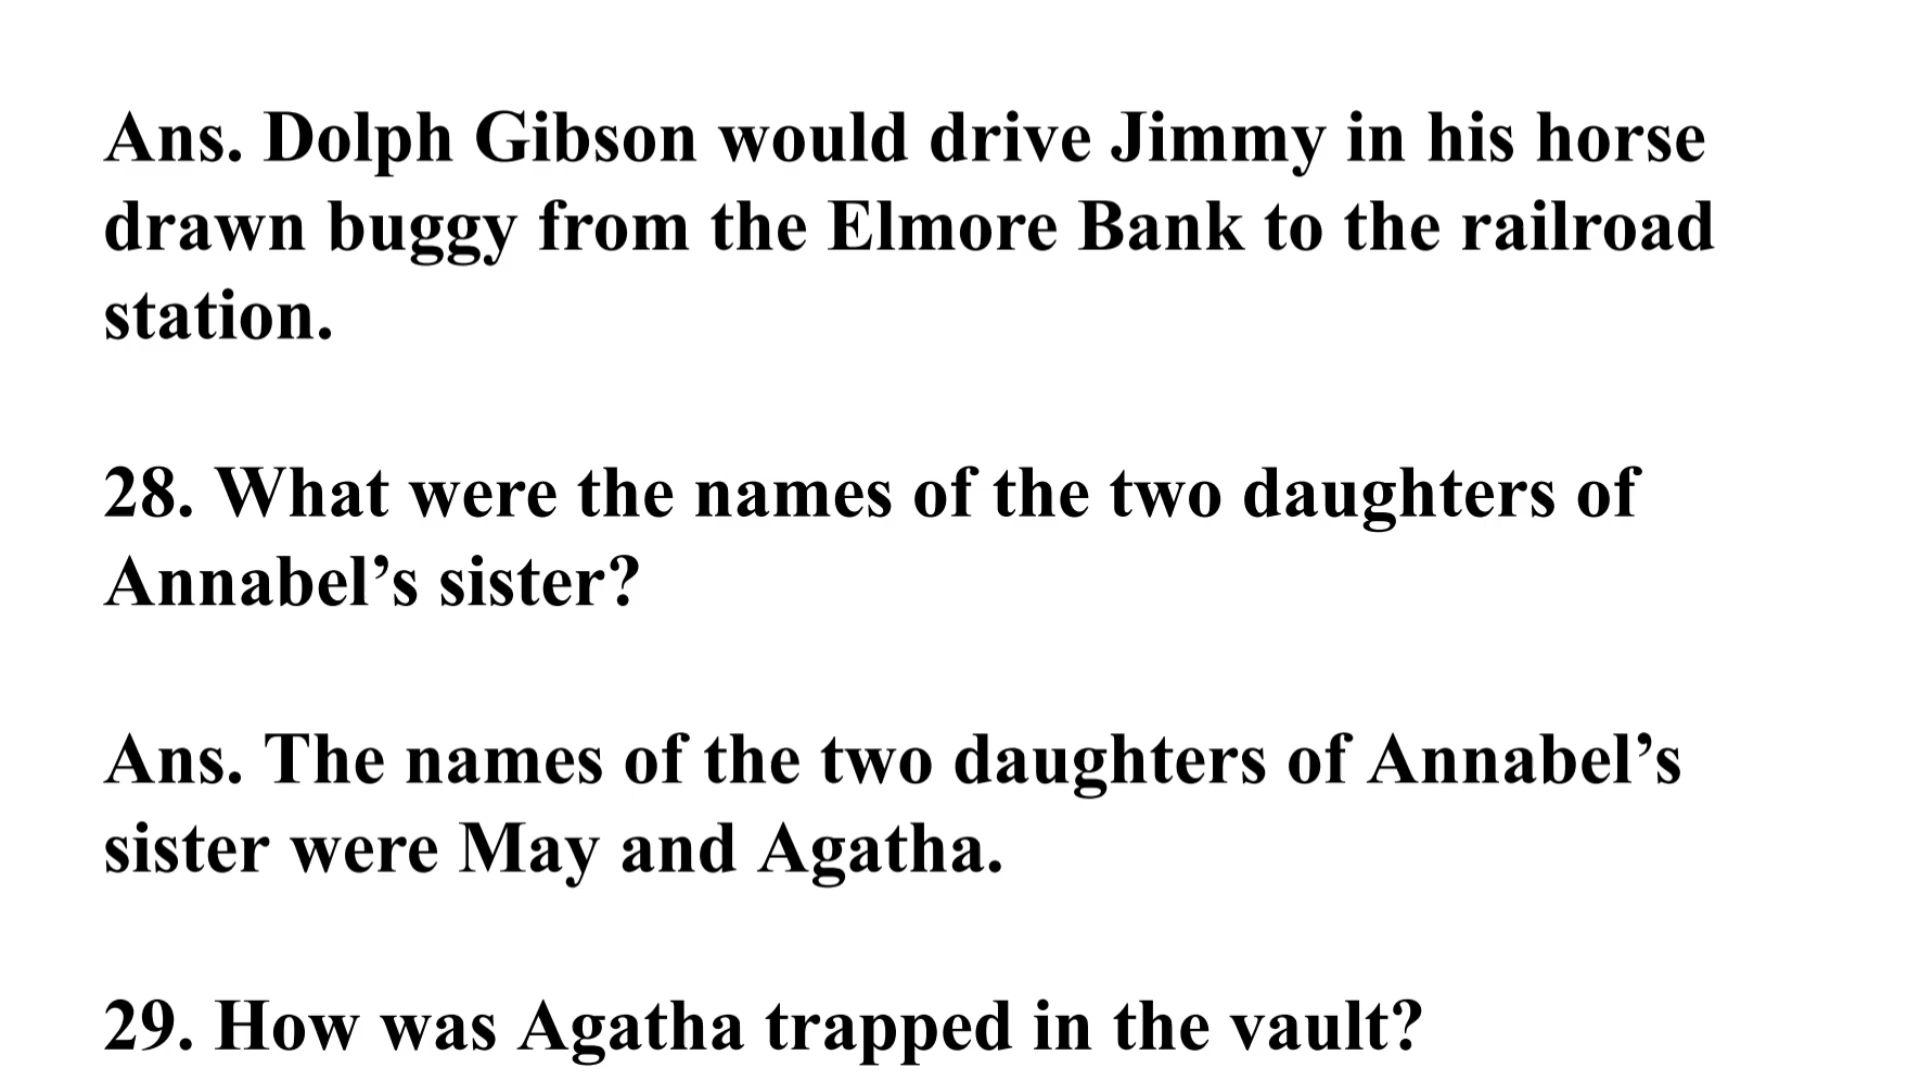 Ans. Dolph Gibson would drive Jimmy in his horse
drawn buggy from the Elmore Bank to the railroad
station.
28. What were the names of the two daughters of
Annabel’s sister?
Ans. The names of the two daughters of Annabel’s
sister were May and Agatha.
29. How was Agatha trapped in the vault?